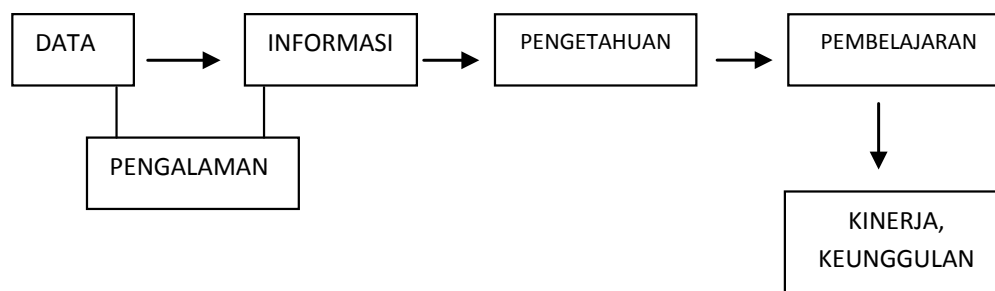 DATA
INFORMASI
PENGETAHUAN
PEMBELAJARAN
PENGALAMAN
KINERJA,
KEUNGGULAN